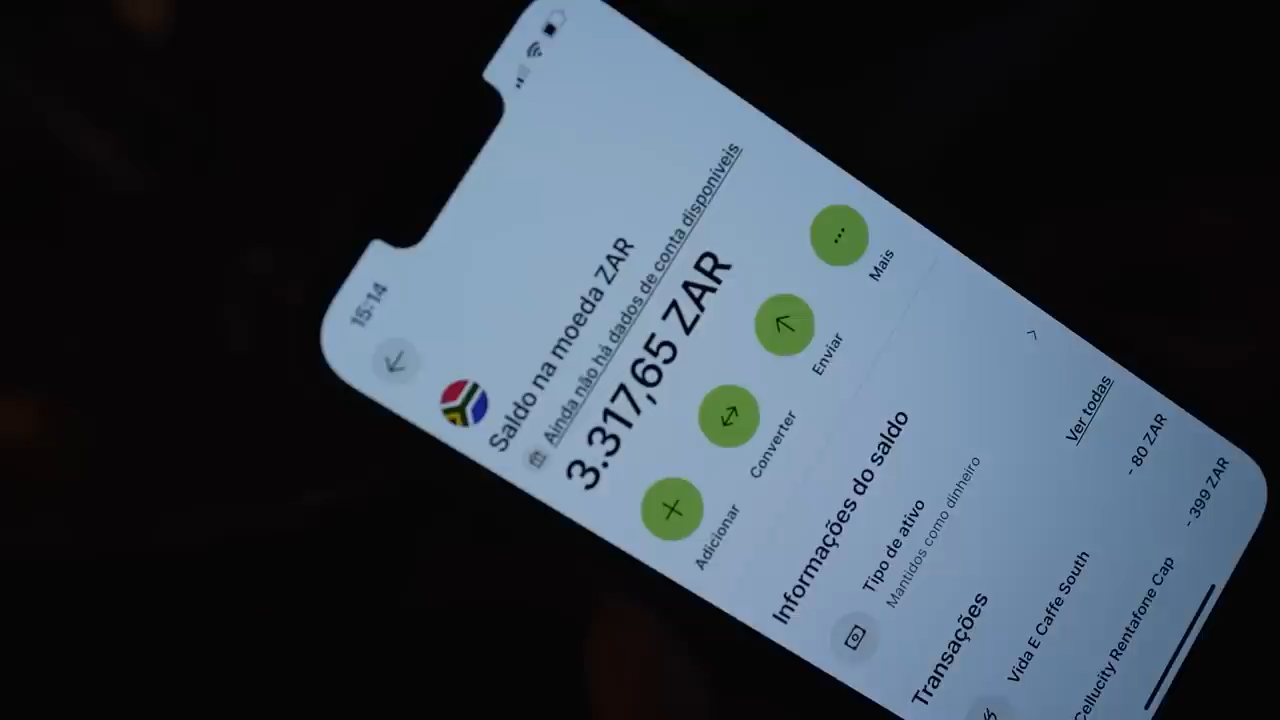 15:14
Saldo na moeda ZAR
Ainda não há dados de conta disponíveis
3.317,65 ZAR
Adicionar
Converter
Enviar
Mais
Informações do saldo
Tipo de ativo
Mantidos como dinheiro
Transações
Ver todas
Vida E Caffe South
- 80 ZAR
Cellucity Rentafone Cap
- 399 ZAR